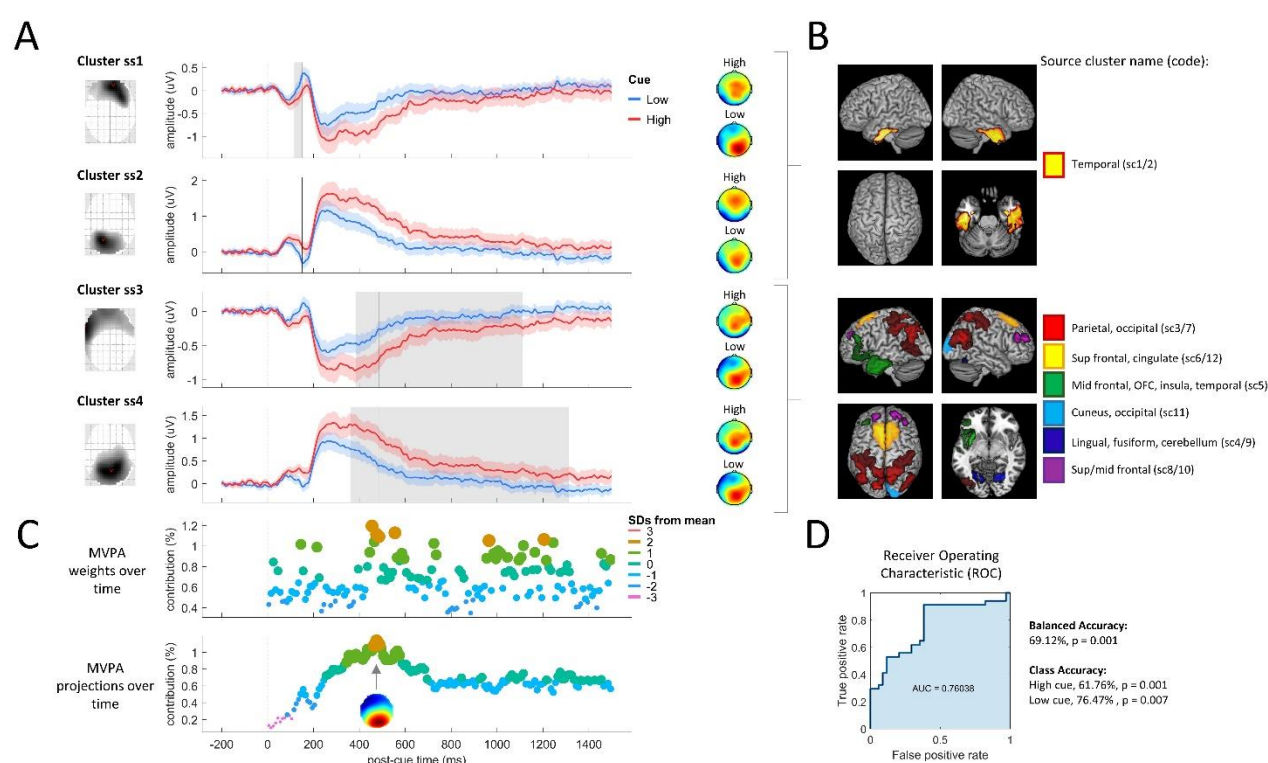 A
Cluster ss1
amplitude (uV)
0.5
0
-0.5
-1
Cue
Low
High
High
Low
Cluster ss2
amplitude (uV)
2
1
0
High
Low
Cluster ss3
amplitude (uV)
0.5
0
-0.5
-1
High
Low
Cluster ss4
amplitude (uV)
1.5
1
0.5
0
High
Low
B
Source cluster name (code):
Temporal (sc1/2)
Parietal, occipital (sc3/7)
Sup frontal, cingulate (sc6/12)
Mid frontal, OFC, insula, temporal (sc5)
Cuneus, occipital (sc11)
Lingual, fusiform, cerebellum (sc4/9)
Sup/mid frontal (sc8/10)
C
MVPA
weights over
time
contribution (%)
1.2
1
0.8
0.6
0.4
SDs from mean
3
2
1
0
-1
-2
-3
MVPA
projections over
time
contribution (%)
1
0.8
0.6
0.4
0.2
-200 0 200 400 600 800 1000 1200 1400
post-cue time (ms)
D
Receiver Operating
Characteristic (ROC)
True positive rate
1
0.8
0.6
0.4
0.2
0
AUC = 0.76038
0 0.5 1
False positive rate
Balanced Accuracy:
69.12%, p = 0.001
Class Accuracy:
High cue, 61.76%, p = 0.001
Low cue, 76.47% , p = 0.007